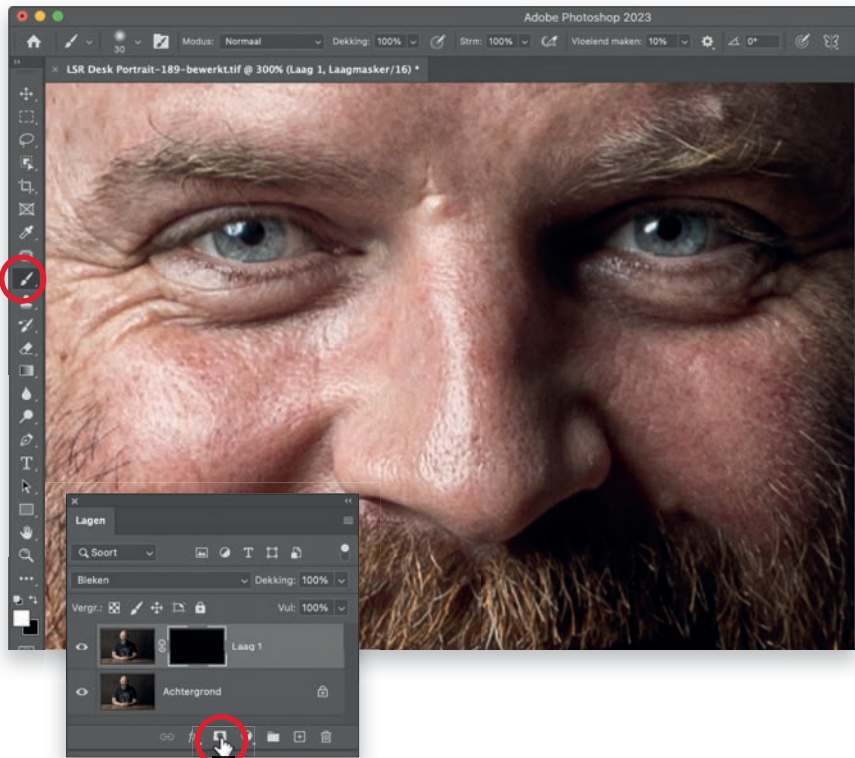 Adobe Photoshop 2023
30 Modus: Normaal Dekking: 100% Strm: 100% Vloeiend maken: 10% 0°
× LSR Desk Portrait-189-bewerkt.tif @ 300% (Laag 1, Laagmasker/16) *
Lagen
Soort
Bleken Dekking: 100%
Vergr.: Vul: 100%
Laag 1
Achtergrond